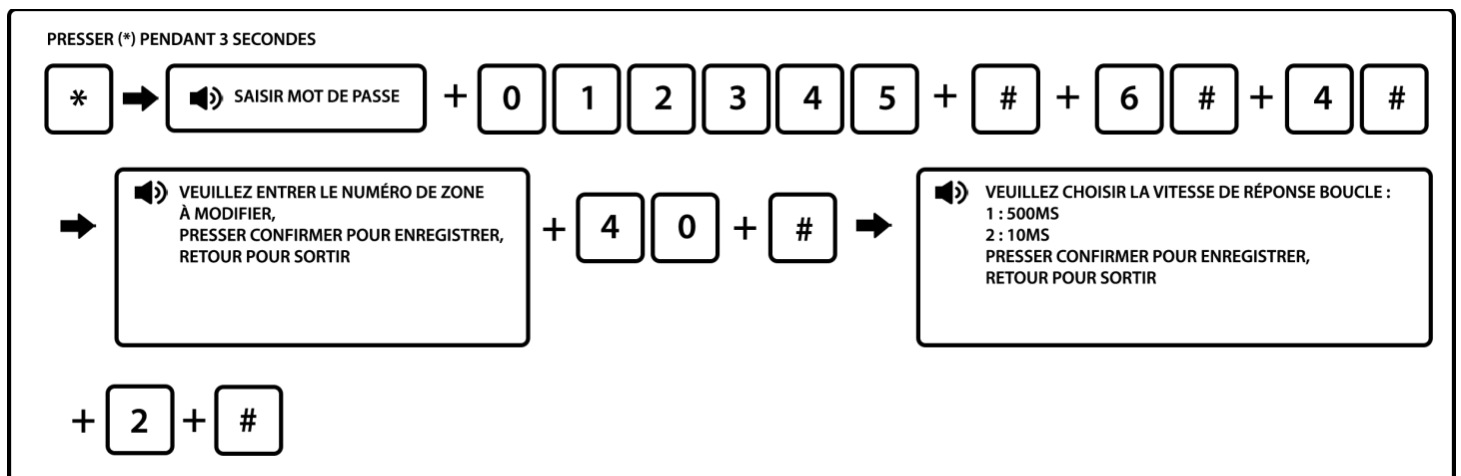 PRESSER (*) PENDANT 3 SECONDES
* SAISIR MOT DE PASSE + 0 1 2 3 4 5 + # + 6 # + 4 #
VEUILLEZ ENTRER LE NUMÉRO DE ZONE
À MODIFIER,
PRESSER CONFIRMER POUR ENREGISTRER,
RETOUR POUR SORTIR
+ 4 0 + #
VEUILLEZ CHOISIR LA VITESSE DE RÉPONSE BOUCLE :
1 : 500MS
2 : 10MS
PRESSER CONFIRMER POUR ENREGISTRER,
RETOUR POUR SORTIR
+ 2 + #